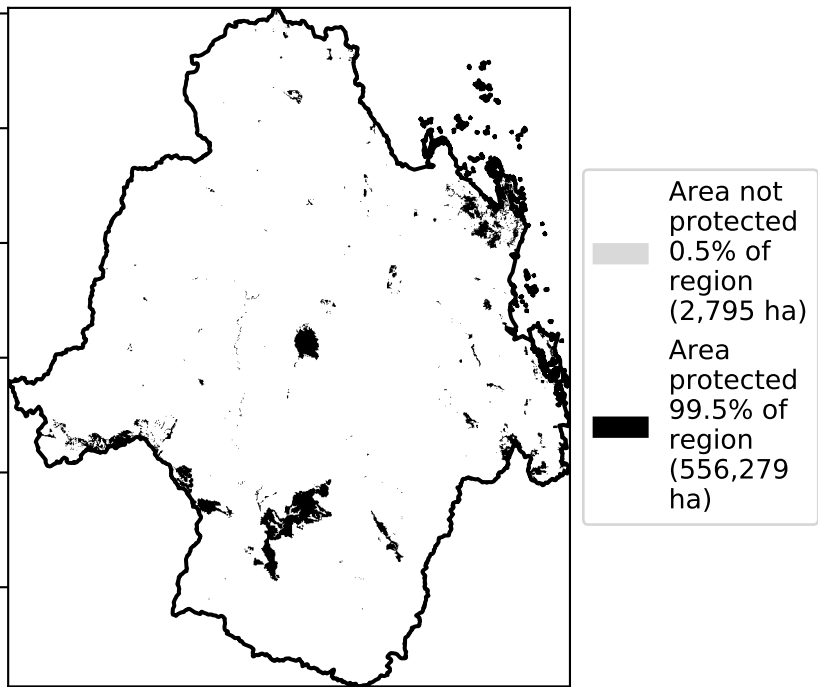 Area not
protected
0.5% of
region
(2,795 ha)
Area
protected
99.5% of
region
(556,279
ha)